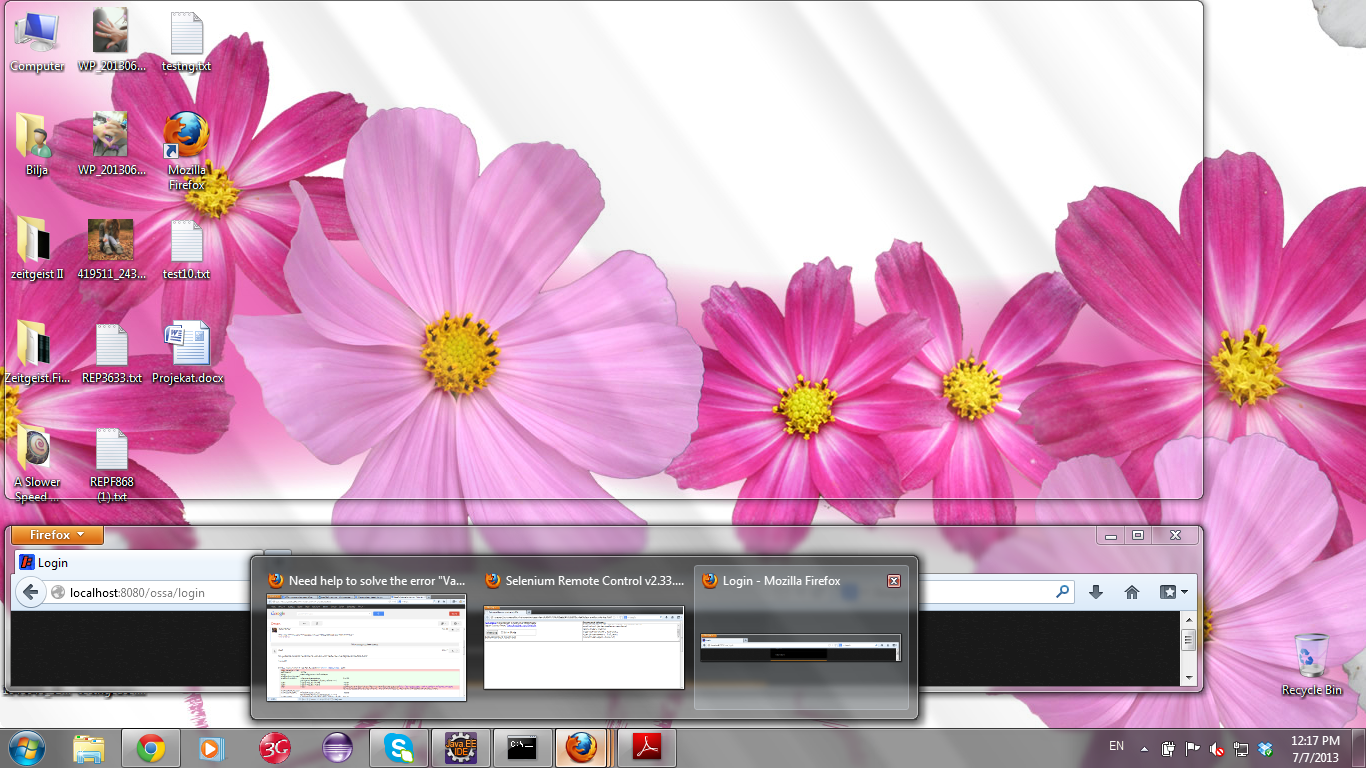 Computer
WP_201306...
testng.txt
Bilja
WP_201306...
Mozilla
Firefox
zeitgeist II
419511_243...
test10.txt
Zeitgeist.Fi...
REP3633.txt
Projekat.docx
A Slower
Speed ...
REPF868
(1).txt
Firefox
Login
localhost:8080/ossa/login
Need help to solve the error "Va...
Selenium Remote Control v2.33....
Login - Mozilla Firefox
Recycle Bin
3G
Java EE
IDE
C:\
EN
12:17 PM
7/7/2013